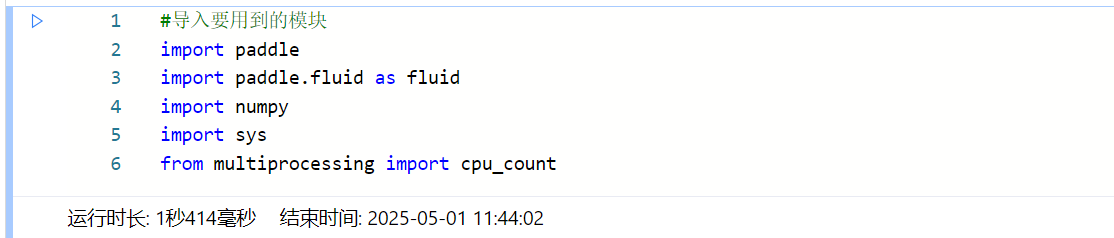 1 #导入要用到的模块
2 import paddle
3 import paddle.fluid as fluid
4 import numpy
5 import sys
6 from multiprocessing import cpu_count
运行时长: 1秒414毫秒 结束时间: 2025-05-01 11:44:02